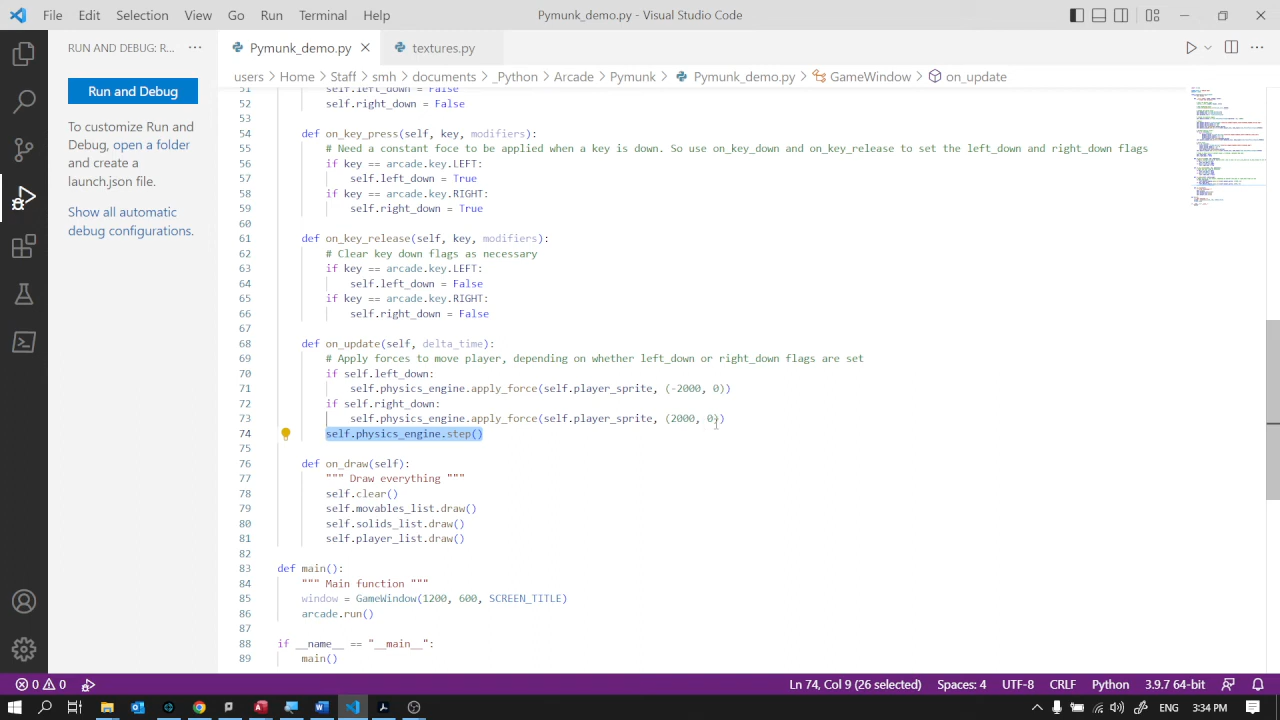 File Edit ··· Pymunk_demo.py - Visual Studio Code
RUN AND DEBUG: R... ···
Run and Debug
To customize Run and
Debug, open a folder
and create a
launch.json file.
Show all automatic
debug configurations.
Pymunk_demo.py textures.py
users > Home > Staff > smh > documents > _Python > Arcade > Pymunk > Pymunk_demo.py > GameWindow > on_update
51 self.left_down = False
52 self.right_down = False
53
54 def on_key_press(self, key, modifiers):
55 # Need to apply force to player when a key is down. So use on_key_press and on_key_release to set/clear left_down and right_down flags
56 if key == arcade.key.LEFT:
57 self.left_down = True
58 if key == arcade.key.RIGHT:
59 self.right_down = True
60
61 def on_key_release(self, key, modifiers):
62 # Clear key down flags as necessary
63 if key == arcade.key.LEFT:
64 self.left_down = False
65 if key == arcade.key.RIGHT:
66 self.right_down = False
67
68 def on_update(self, delta_time):
69 # Apply forces to move player, depending on whether left_down or right_down flags are set
70 if self.left_down:
71 self.physics_engine.apply_force(self.player_sprite, (-2000, 0))
72 if self.right_down:
73 self.physics_engine.apply_force(self.player_sprite, (2000, 0))
74 self.physics_engine.step()
75
76 def on_draw(self):
77 """ Draw everything """
78 self.clear()
79 self.movables_list.draw()
80 self.solids_list.draw()
81 self.player_list.draw()
82
83 def main():
84 """ Main function """
85 window = GameWindow(1200, 600, SCREEN_TITLE)
86 arcade.run()
87
88 if __name__ == "__main__":
89 main()
0 0 Ln 74, Col 9 (26 selected) Spaces: 4 UTF-8 CRLF Python 3.9.7 64-bit
ENG 3:34 PM